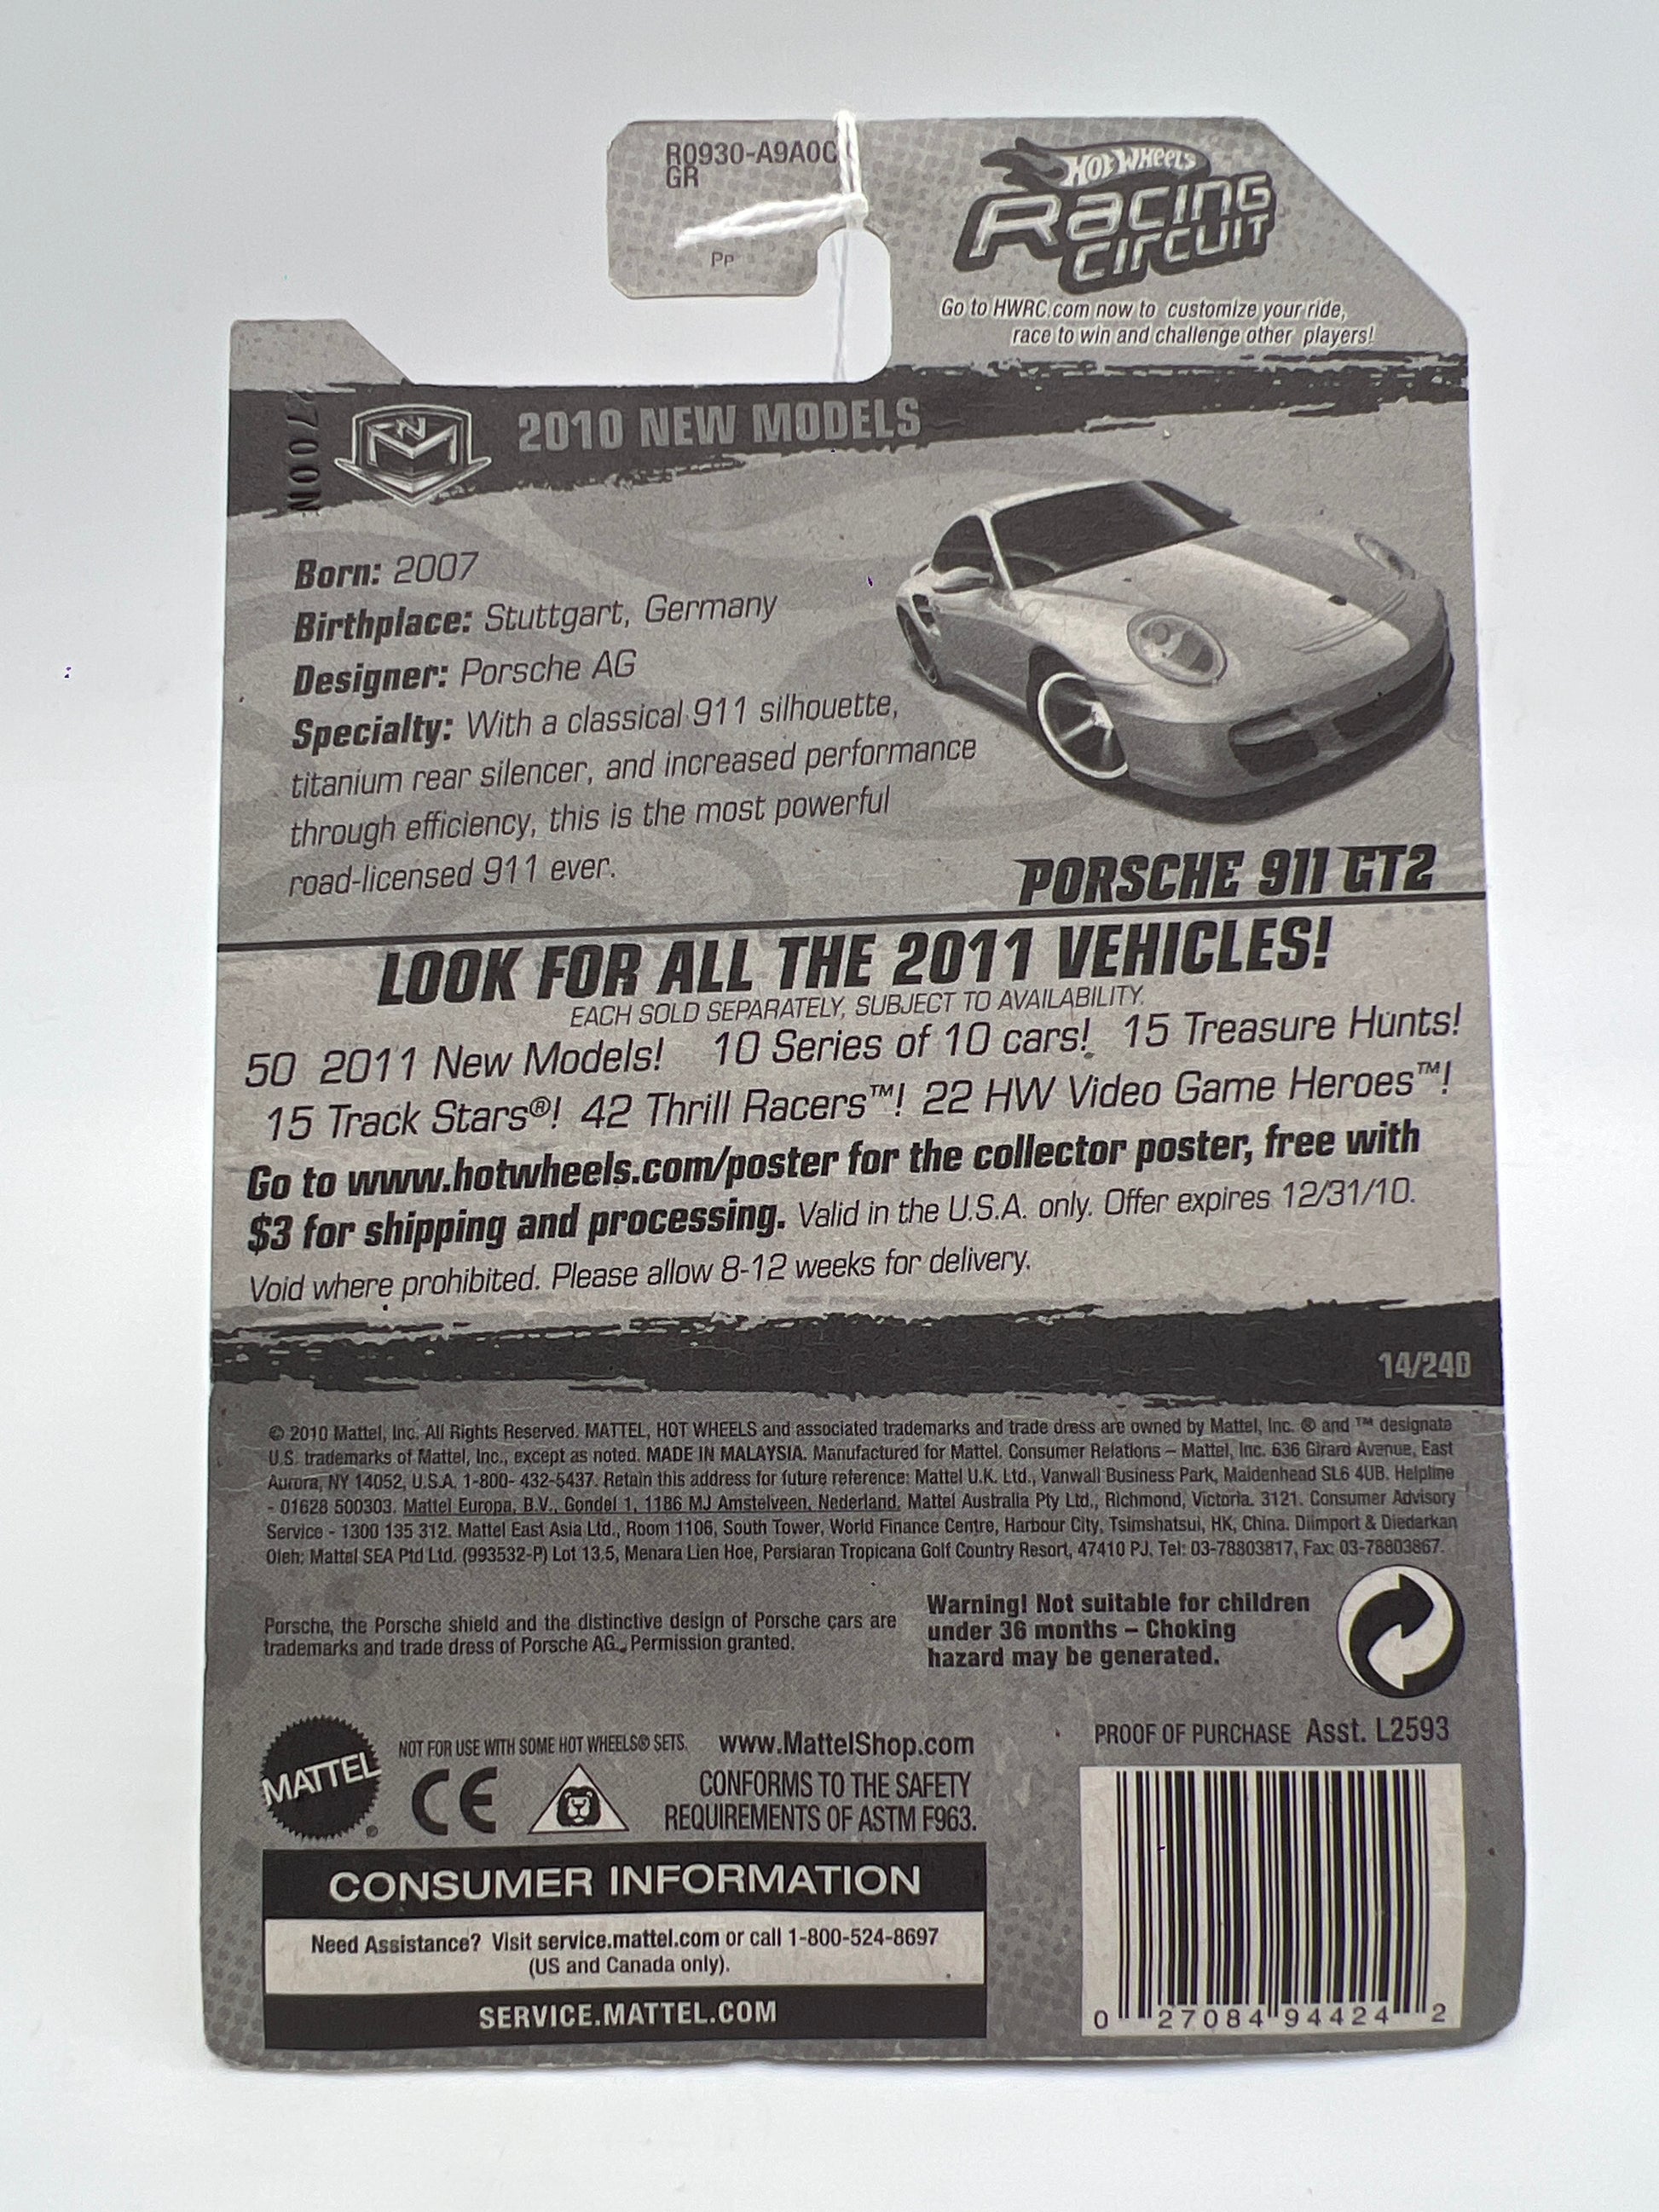 R0930-A9A0C
GR
Pp
HOT WHEELS
RACING
CIRCUIT
Go to HWRC.com now to customize your ride,
race to win and challenge other players!
NM
2010 NEW MODELS
Born: 2007
Birthplace: Stuttgart, Germany
Designer: Porsche AG
Specialty: With a classical 911 silhouette,
titanium rear silencer, and increased performance
through efficiency, this is the most powerful
road-licensed 911 ever.
PORSCHE 911 GT2
LOOK FOR ALL THE 2011 VEHICLES!
EACH SOLD SEPARATELY, SUBJECT TO AVAILABILITY.
50 2011 New Models! 10 Series of 10 cars! 15 Treasure Hunts!
15 Track Stars®! 42 Thrill Racers™! 22 HW Video Game Heroes™!
Go to www.hotwheels.com/poster for the collector poster, free with
$3 for shipping and processing. Valid in the U.S.A. only. Offer expires 12/31/10.
Void where prohibited. Please allow 8-12 weeks for delivery.
14/240
© 2010 Mattel, Inc. All Rights Reserved. MATTEL, HOT WHEELS and associated trademarks and trade dress are owned by Mattel, Inc. ® and ™ designate
U.S. trademarks of Mattel, Inc., except as noted. MADE IN MALAYSIA. Manufactured for Mattel. Consumer Relations – Mattel, Inc. 636 Girard Avenue, East
Aurora, NY 14052, U.S.A. 1-800- 432-5437. Retain this address for future reference: Mattel U.K. Ltd., Vanwall Business Park, Maidenhead SL6 4UB. Helpline
- 01628 500303. Mattel Europa, B.V., Gondel 1, 1186 MJ Amstelveen, Nederland. Mattel Australia Pty Ltd., Richmond, Victoria. 3121. Consumer Advisory
Service - 1300 135 312. Mattel East Asia Ltd., Room 1106, South Tower, World Finance Centre, Harbour City, Tsimshatsui, HK, China. Diimport & Diedarkan
Oleh: Mattel SEA Ptd Ltd. (993532-P) Lot 13.5, Menara Lien Hoe, Persiaran Tropicana Golf Country Resort, 47410 PJ. Tel: 03-78803817, Fax: 03-78803867.
Porsche, the Porsche shield and the distinctive design of Porsche cars are
trademarks and trade dress of Porsche AG. Permission granted.
Warning! Not suitable for children
under 36 months – Choking
hazard may be generated.
MATTEL®
NOT FOR USE WITH SOME HOT WHEELS® SETS. www.MattelShop.com
CE
CONFORMS TO THE SAFETY
REQUIREMENTS OF ASTM F963.
PROOF OF PURCHASE Asst. L2593
CONSUMER INFORMATION
Need Assistance? Visit service.mattel.com or call 1-800-524-8697
(US and Canada only).
SERVICE.MATTEL.COM
0 27084 94424 2